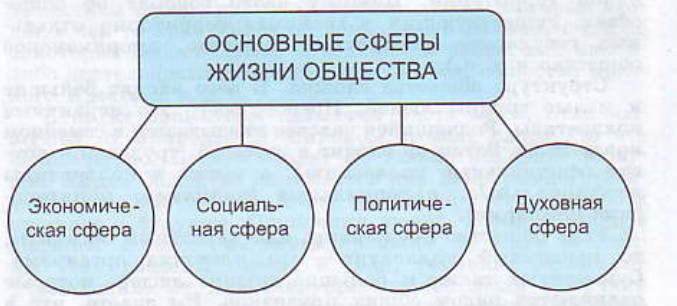 ОСНОВНЫЕ СФЕРЫ
ЖИЗНИ ОБЩЕСТВА
Экономиче-
ская сфера
Социаль-
ная сфера
Политиче-
ская сфера
Духовная
сфера